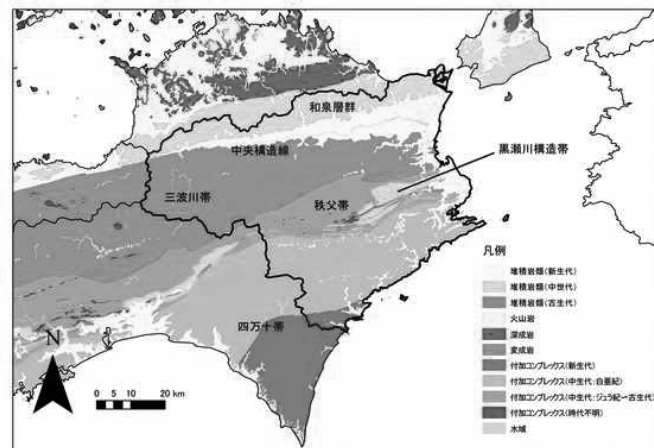 和泉層群
中央構造線
黒瀬川構造帯
三波川帯
秩父帯
四万十帯
N
0 5 10 20 km
凡例
堆積岩類(新生代)
堆積岩類(中世代)
堆積岩類(古生代)
火山岩
深成岩
変成岩
付加コンプレックス(新生代)
付加コンプレックス(中生代:白亜紀)
付加コンプレックス(中生代:ジュラ紀ー古生代)
付加コンプレックス(時代不明)
水域